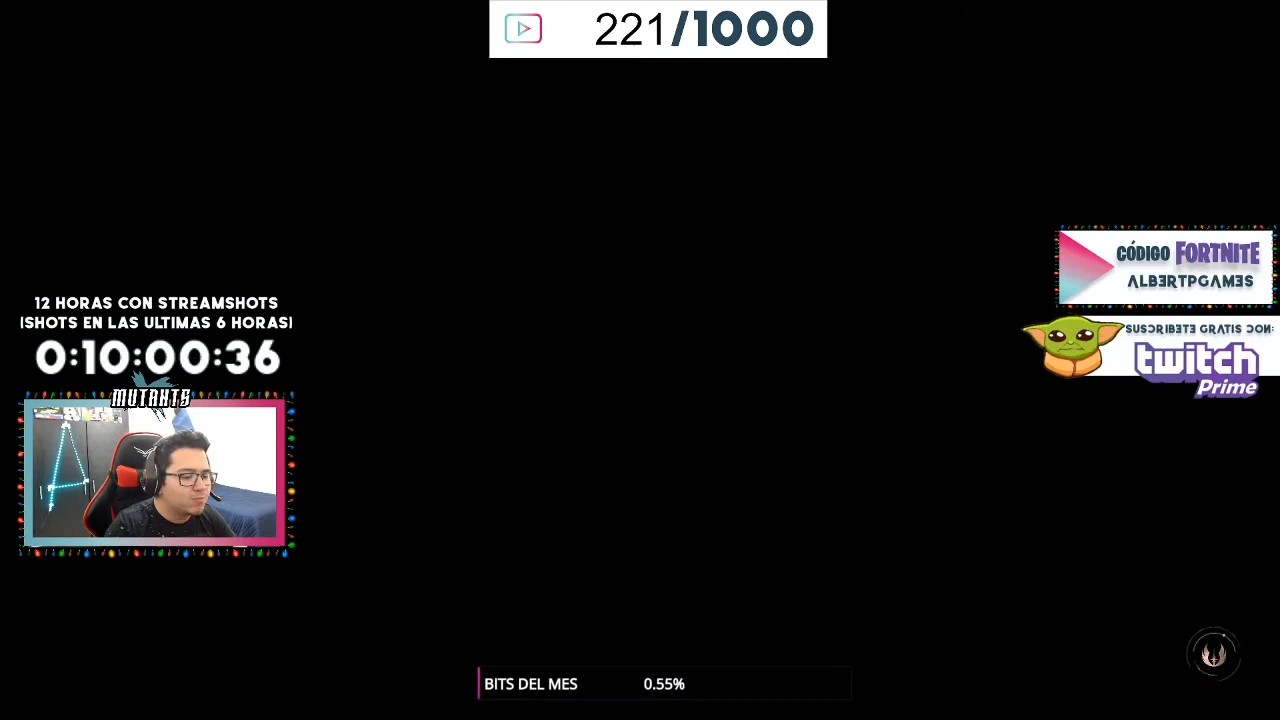 221/1000
CÓDIGO FORTNITE
ALBERTPGAMES
SUSCRIBETE GRATIS CON:
twitch
Prime
12 HORAS CON STREAMSHOTS
¡SHOTS EN LAS ULTIMAS 6 HORAS!
0:10:00:36
MUTANTS
BITS DEL MES 0.55%